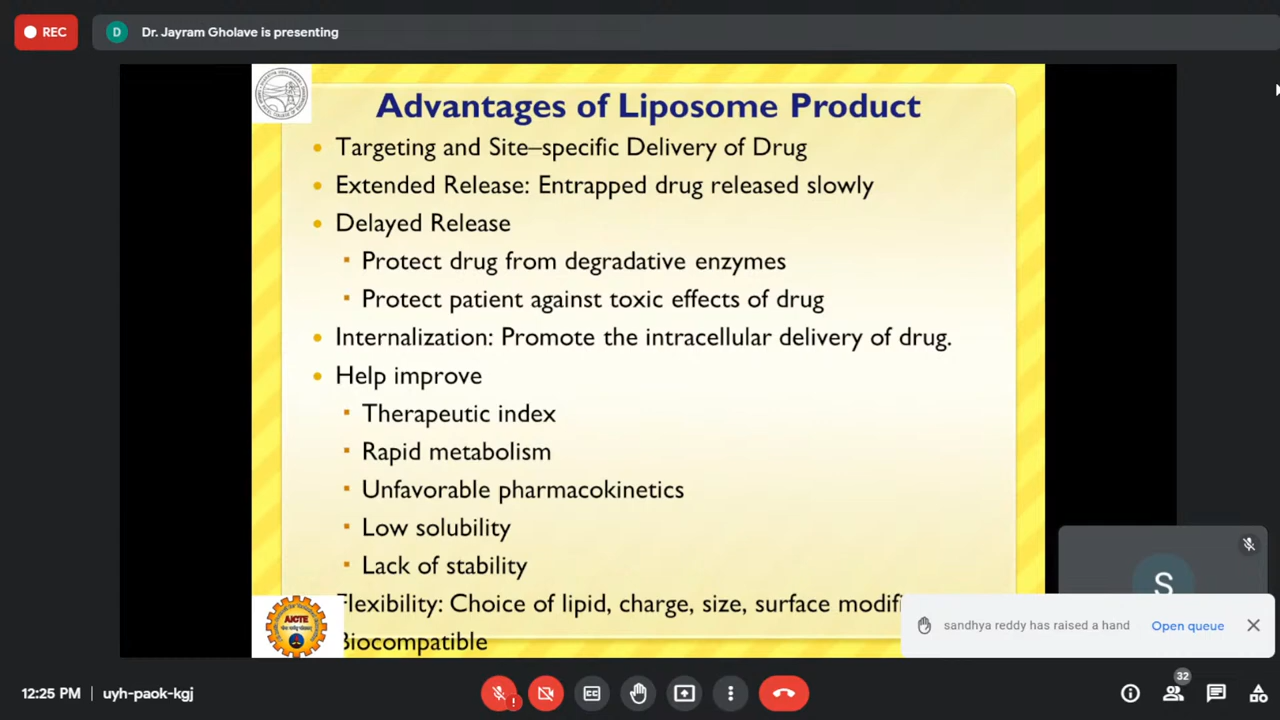 REC
D
Dr. Jayram Gholave is presenting
Advantages of Liposome Product
Targeting and Site–specific Delivery of Drug
Extended Release: Entrapped drug released slowly
Delayed Release
Protect drug from degradative enzymes
Protect patient against toxic effects of drug
Internalization: Promote the intracellular delivery of drug.
Help improve
Therapeutic index
Rapid metabolism
Unfavorable pharmacokinetics
Low solubility
Lack of stability
Flexibility: Choice of lipid, charge, size, surface
Biocompatible
AICTE
S
sandhya reddy has raised a hand
Open queue
12:25 PM
uyh-paok-kgj
CC
32